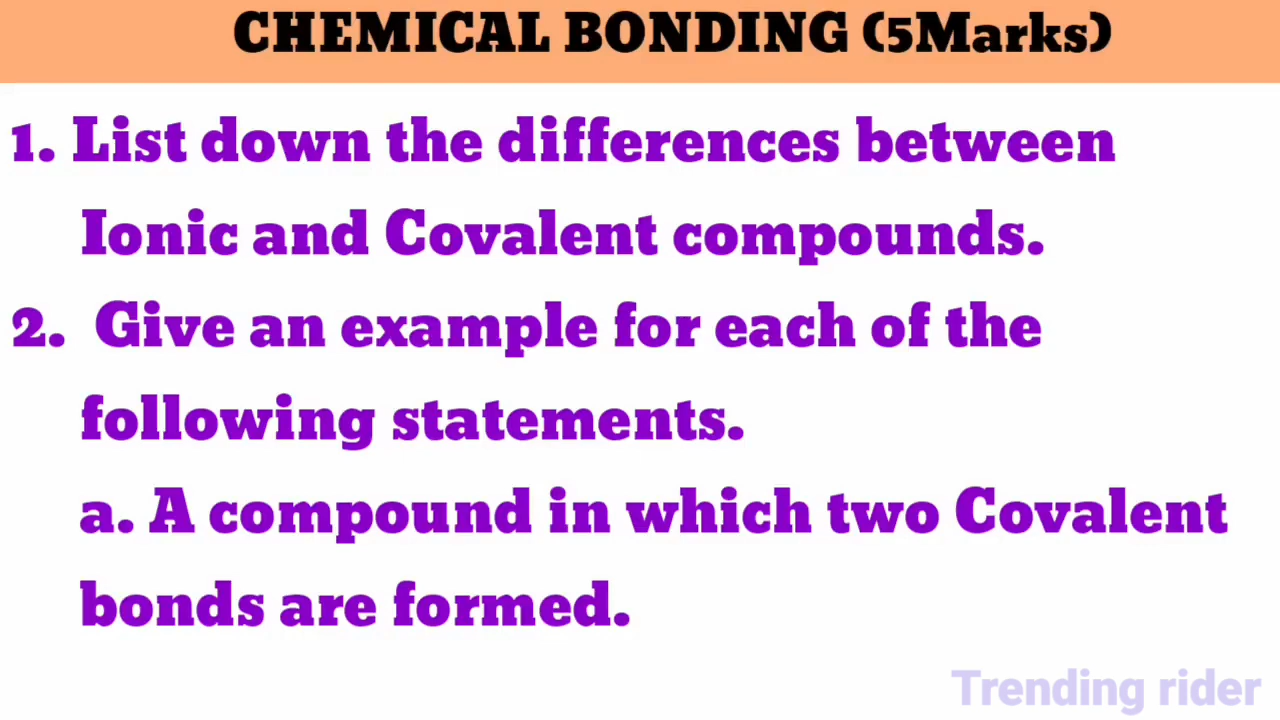 CHEMICAL BONDING (5Marks)
1. List down the differences between
Ionic and Covalent compounds.
2. Give an example for each of the
following statements.
a. A compound in which two Covalent
bonds are formed.
Trending rider